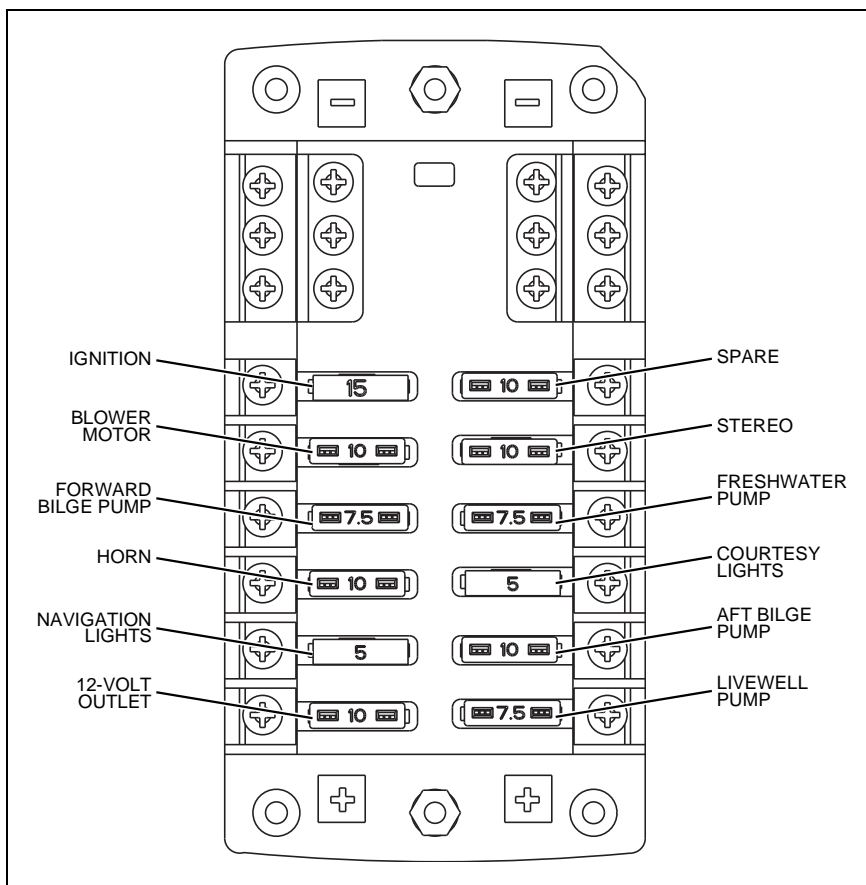 IGNITION
15
10
SPARE
BLOWER
MOTOR
10
10
STEREO
FORWARD
BILGE PUMP
7.5
7.5
FRESHWATER
PUMP
HORN
10
5
COURTESY
LIGHTS
NAVIGATION
LIGHTS
5
10
AFT BILGE
PUMP
12-VOLT
OUTLET
10
7.5
LIVEWELL
PUMP